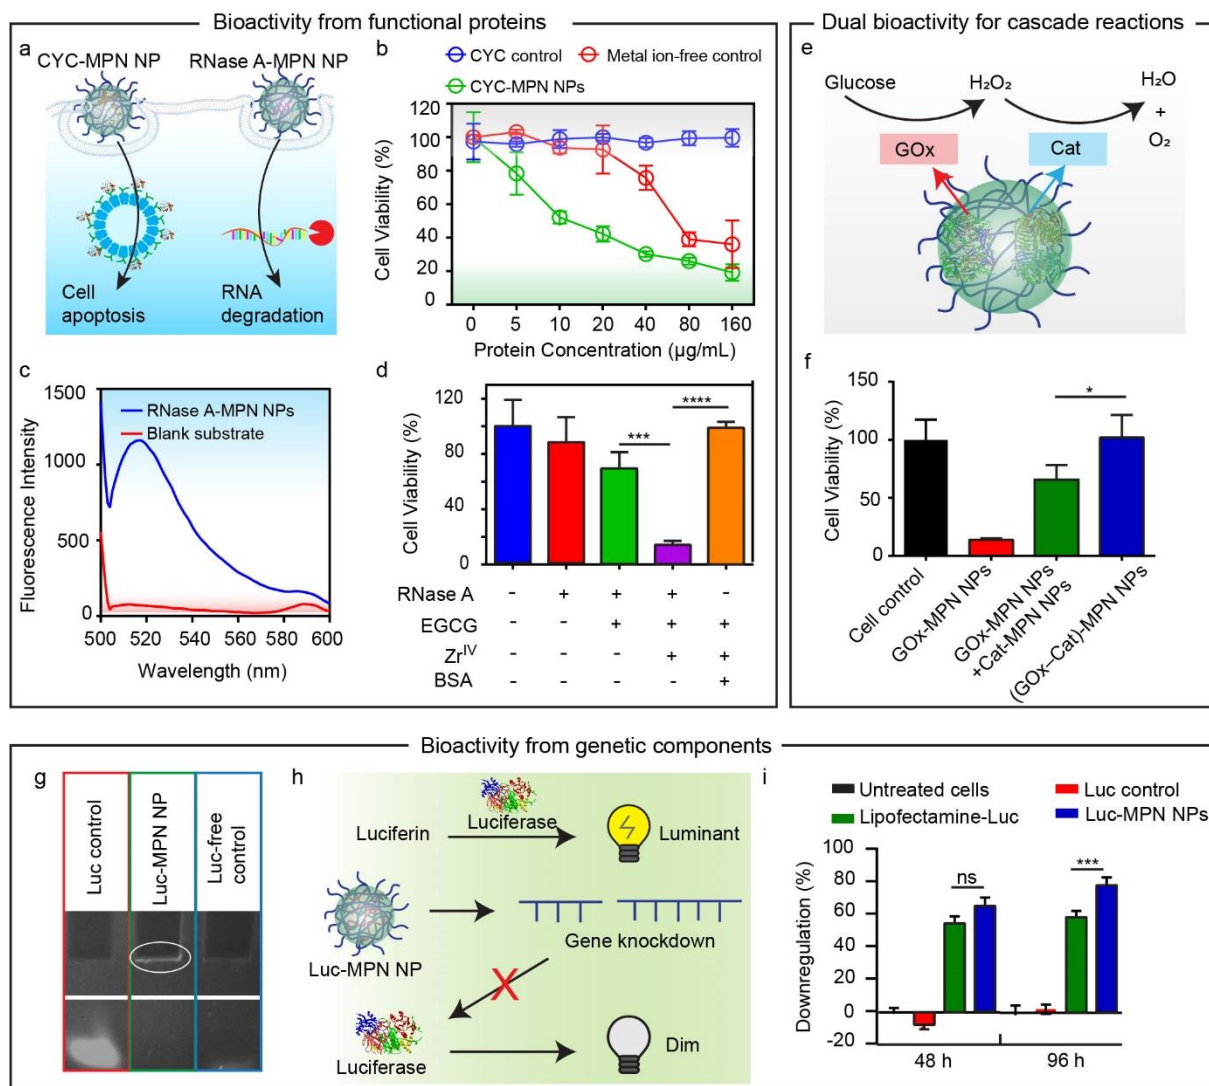 Bioactivity from functional proteins
a
CYC-MPN NP
RNase A-MPN NP
Cell
apoptosis
RNA
degradation
b
CYC control
Metal ion-free control
CYC-MPN NPs
Cell Viability (%)
120
100
80
60
40
20
0
0 5 10 20 40 80 160
Protein Concentration (µg/mL)
c
RNase A-MPN NPs
Blank substrate
Fluorescence Intensity
1500
1000
500
0
500 520 540 560 580 600
Wavelength (nm)
d
Cell Viability (%)
120
80
40
0
***
****
RNase A - + + + -
EGCG - - + + +
Zrᴵⱽ - - - + +
BSA - - - - +
Dual bioactivity for cascade reactions
e
Glucose
H₂O₂
H₂O
+
O₂
GOx
Cat
f
Cell Viability (%)
150
100
50
0
*
Cell control
GOx-MPN NPs
GOx-MPN NPs
+Cat-MPN NPs
(GOx–Cat)-MPN NPs
Bioactivity from genetic components
g
Luc control
Luc-MPN NP
Luc-free
control
h
Luciferin
Luciferase
Luminant
Luc-MPN NP
Gene knockdown
X
Luciferase
Dim
i
Untreated cells
Luc control
Lipofectamine-Luc
Luc-MPN NPs
Downregulation (%)
100
80
60
40
20
0
-20
ns
***
48 h
96 h